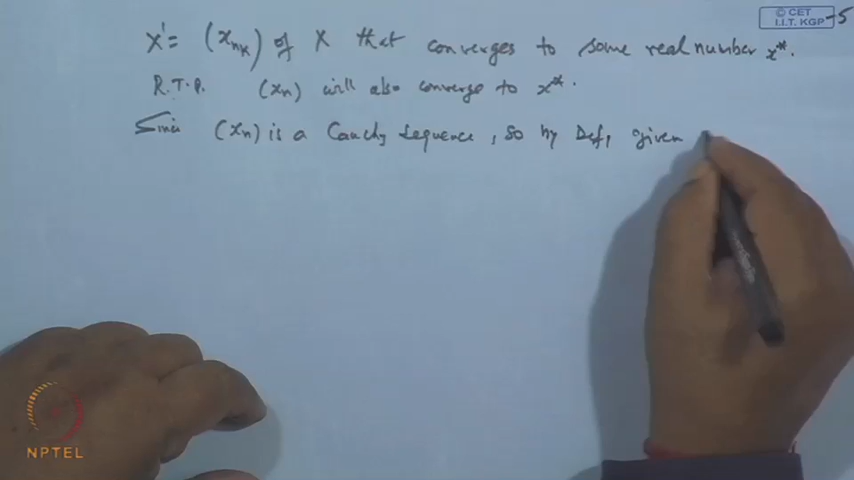 © CET
I.I.T. KGP
X' = (x_{n_k}) of X that converges to some real number x*.
R.T.P. (x_n) will also converge to x*.
Since (x_n) is a Cauchy sequence, so by Def, given
NPTEL